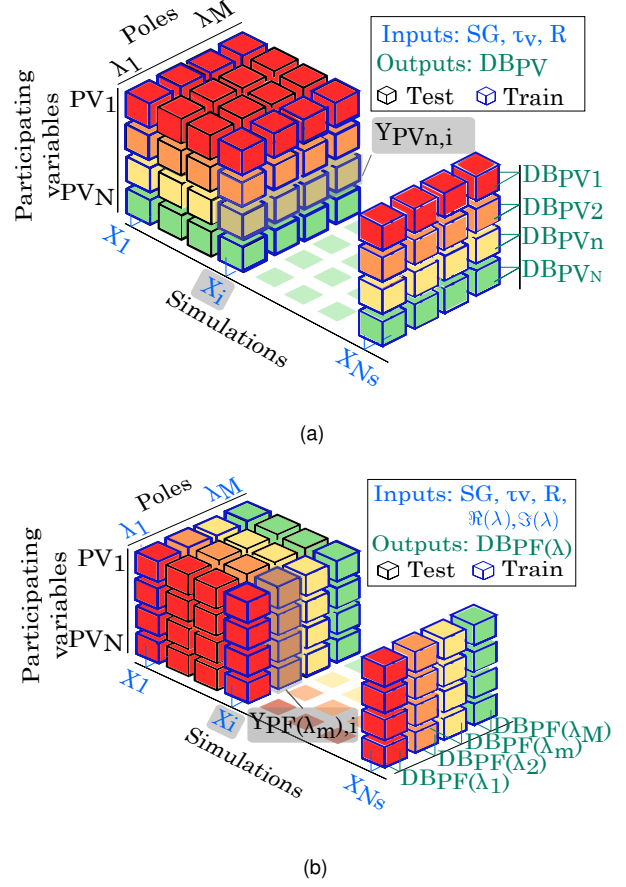 Poles
λ1
λM
PV1
PVN
Participating
variables
Inputs: SG, τv, R
Outputs: DBPV
Test
Train
YPVn,i
DBPV1
DBPV2
DBPVn
DBPVN
X1
Xi
Simulations
XNs
(a)
Poles
λ1
λM
PV1
PVN
Participating
variables
Inputs: SG, τv, R,
ℜ(λ),ℑ(λ)
Outputs: DBPF(λ)
Test
Train
X1
Xi
YPF(λm),i
Simulations
XNs
DBPF(λM)
DBPF(λm)
DBPF(λ2)
DBPF(λ1)
(b)